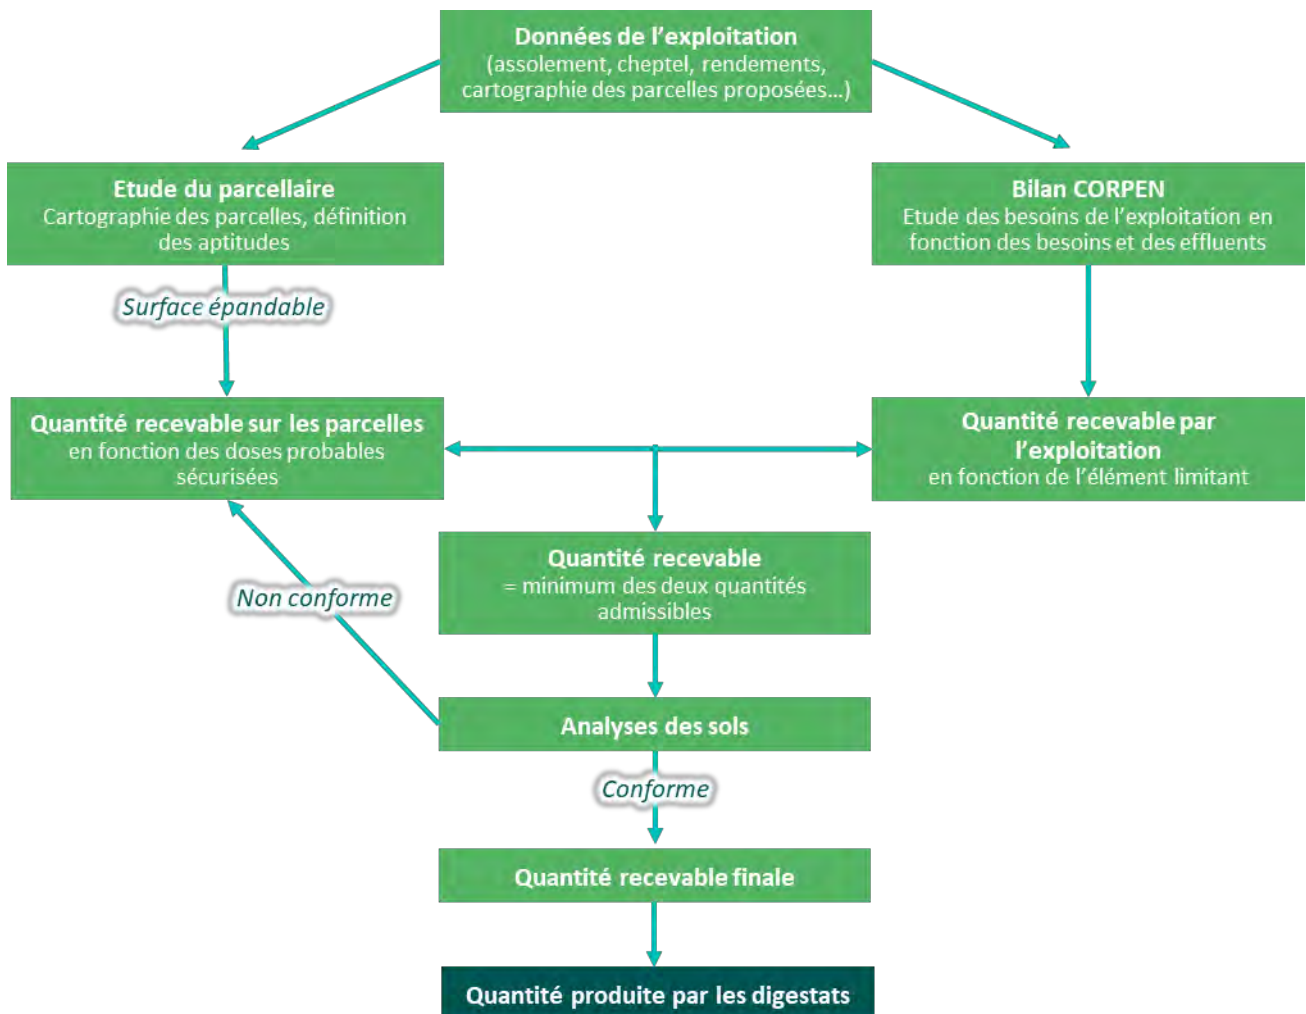 Données de l'exploitation
(assolement, cheptel, rendements,
cartographie des parcelles proposées…)
Etude du parcellaire
Cartographie des parcelles, définition
des aptitudes
Bilan CORPEN
Etude des besoins de l'exploitation en
fonction des besoins et des effluents
Surface épandable
Quantité recevable sur les parcelles
en fonction des doses probables
sécurisées
Quantité recevable par
l'exploitation
en fonction de l'élément limitant
Quantité recevable
= minimum des deux quantités
admissibles
Non conforme
Analyses des sols
Conforme
Quantité recevable finale
Quantité produite par les digestats